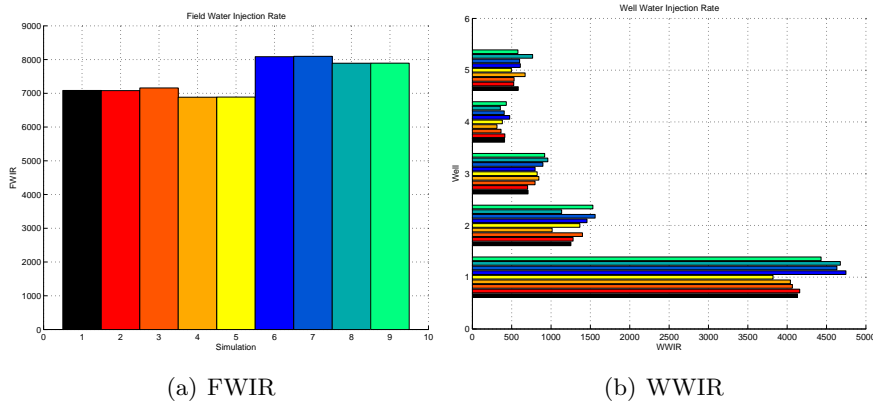 Field Water Injection Rate
9000
8000
7000
6000
5000
4000
3000
2000
1000
0
FWIR
0 1 2 3 4 5 6 7 8 9 10
Simulation
(a) FWIR
Well Water Injection Rate
6
5
4
3
2
1
0
Well
0 500 1000 1500 2000 2500 3000 3500 4000 4500 5000
WWIR
(b) WWIR